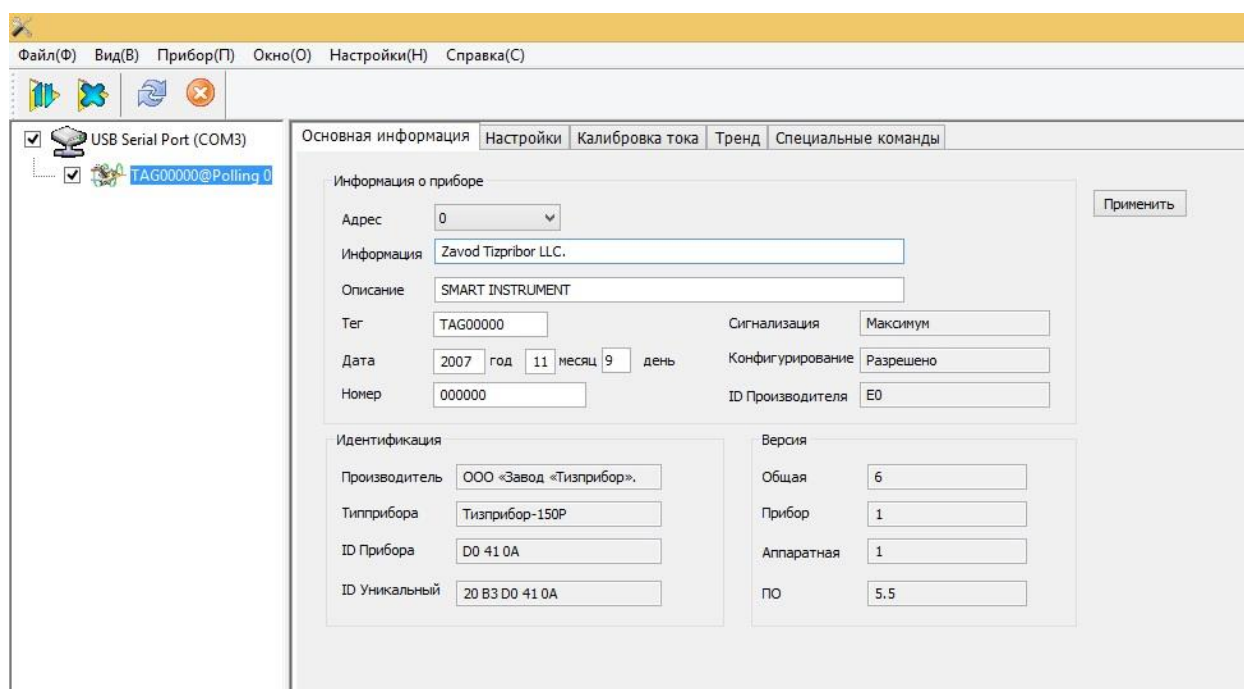 Файл(Ф) Вид(В) Прибор(П) Окно(О) Настройки(Н) Справка(С)
USB Serial Port (COM3)
TAG00000@Polling 0
Основная информация Настройки Калибровка тока Тренд Специальные команды
Информация о приборе
Применить
Адрес 0
Информация Zavod Tizpribor LLC.
Описание SMART INSTRUMENT
Тег TAG00000 Сигнализация Максимум
Дата 2007 год 11 месяц 9 день Конфигурирование Разрешено
Номер 000000 ID Производителя E0
Идентификация
Производитель ООО «Завод «Тизприбор».
Типприбора Тизприбор-150Р
ID Прибора D0 41 0A
ID Уникальный 20 B3 D0 41 0A
Версия
Общая 6
Прибор 1
Аппаратная 1
ПО 5.5